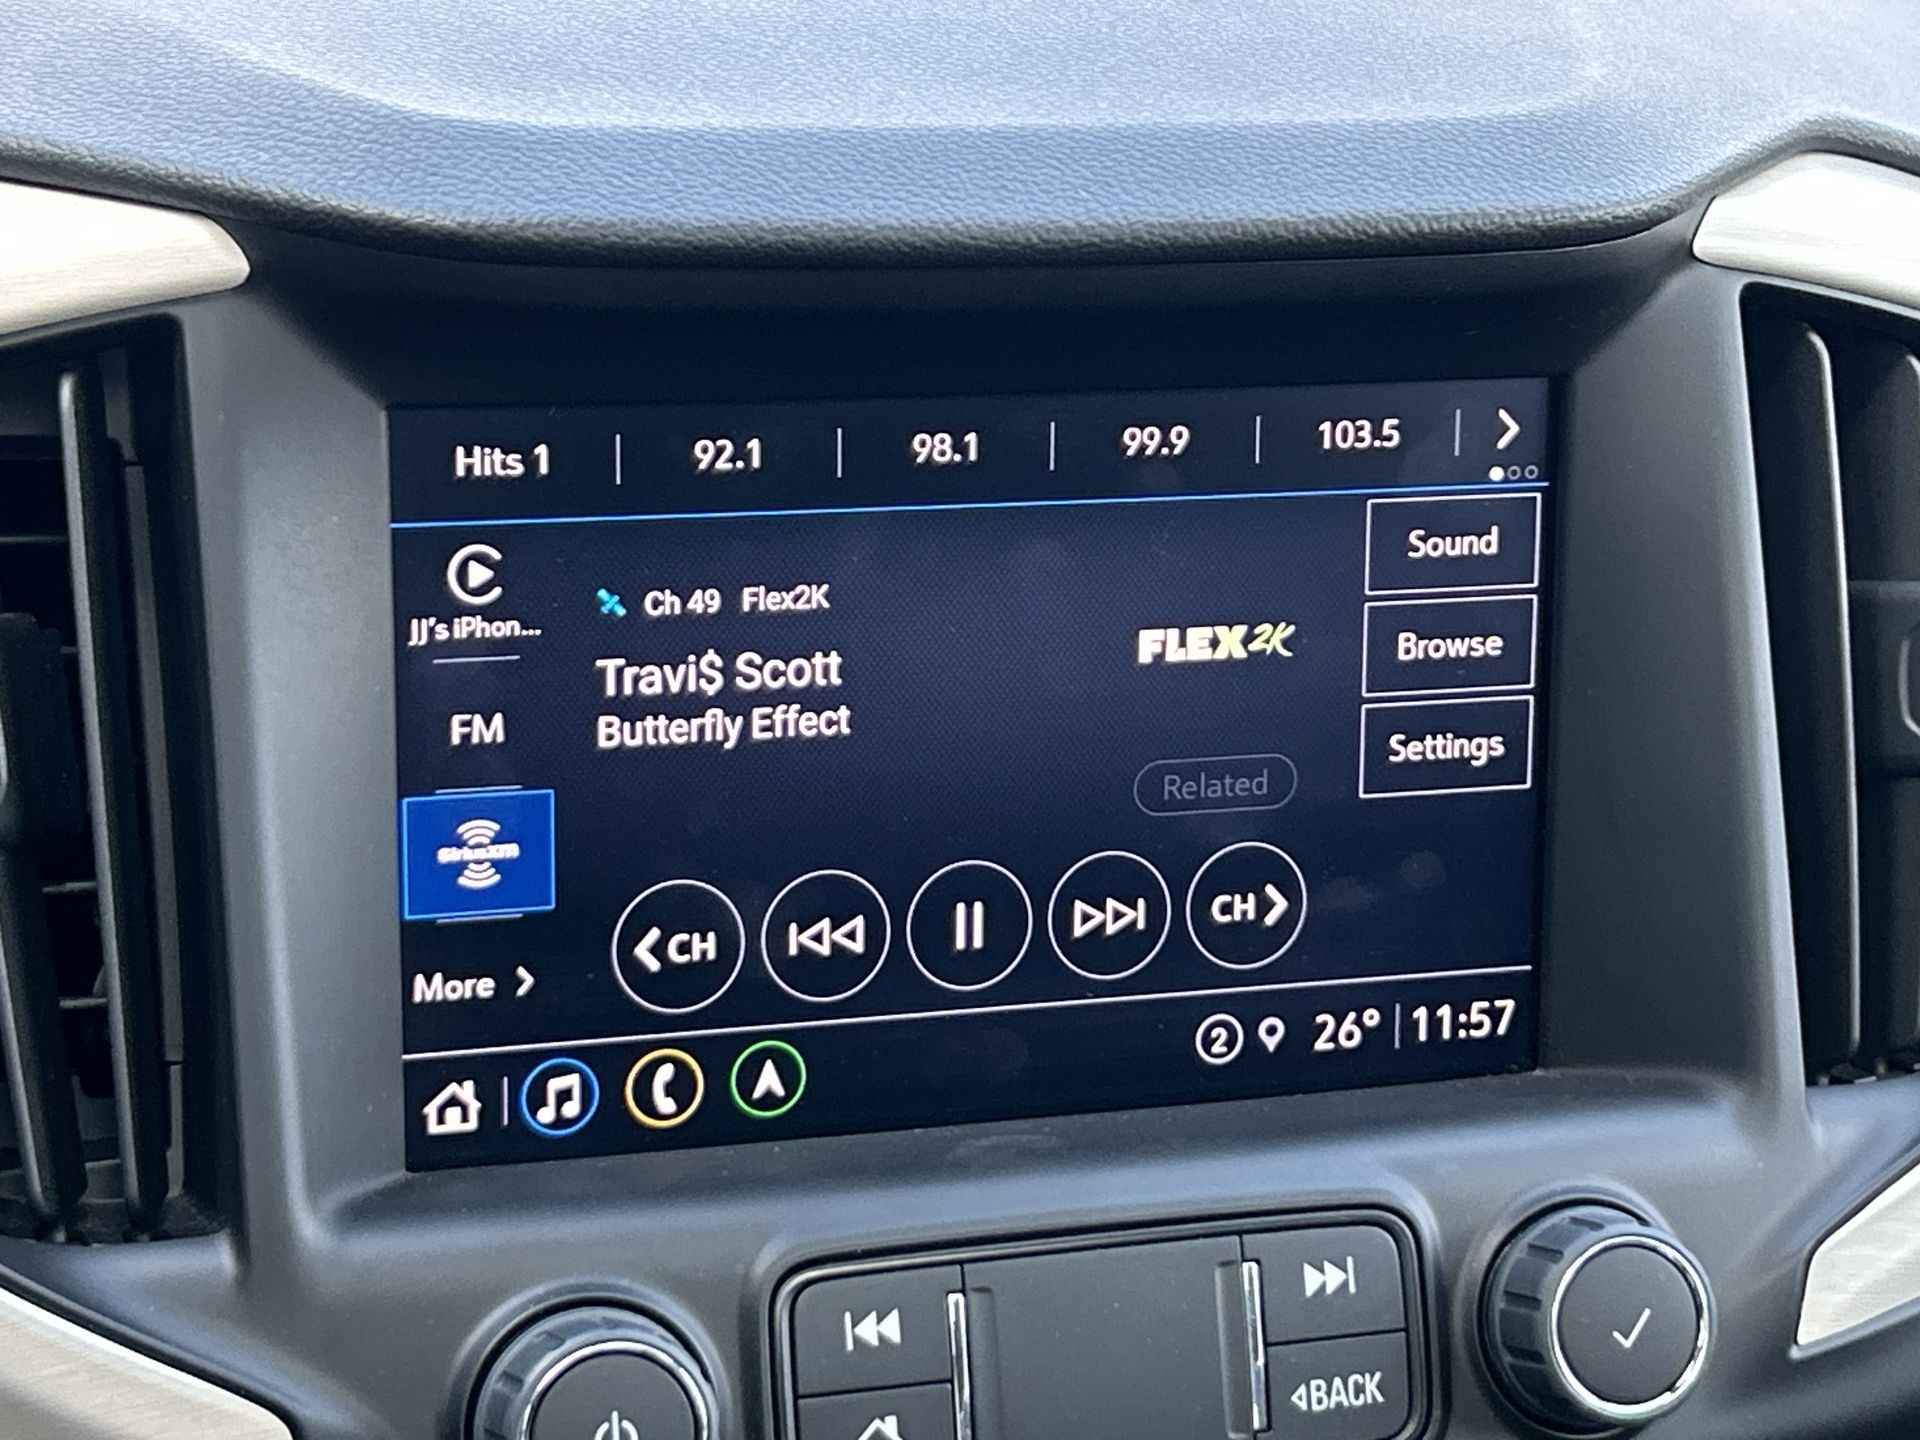 Hits 1 92.1 98.1 99.9 103.5
JJ's iPhon...
FM
siriusxm
More
Ch 49 Flex2K
Travi$ Scott
Butterfly Effect
FLEX2K
Related
Sound
Browse
Settings
CH
CH
2 26° 11:57
BACK